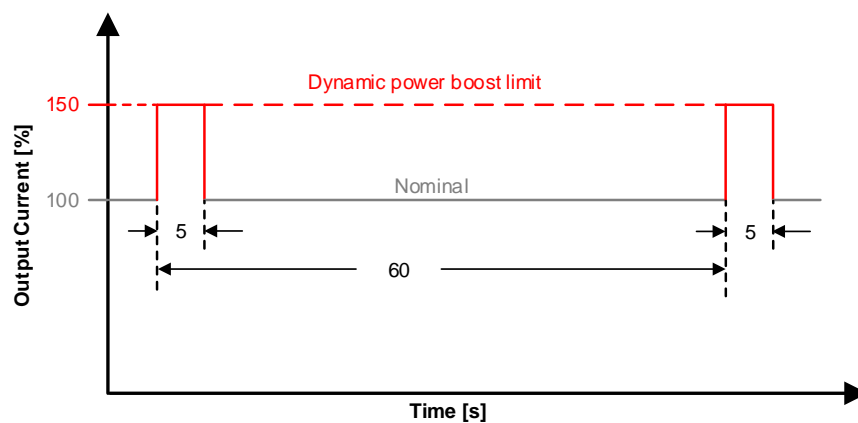 Dynamic power boost limit
150
Nominal
100
5
5
60
Output Current [%]
Time [s]